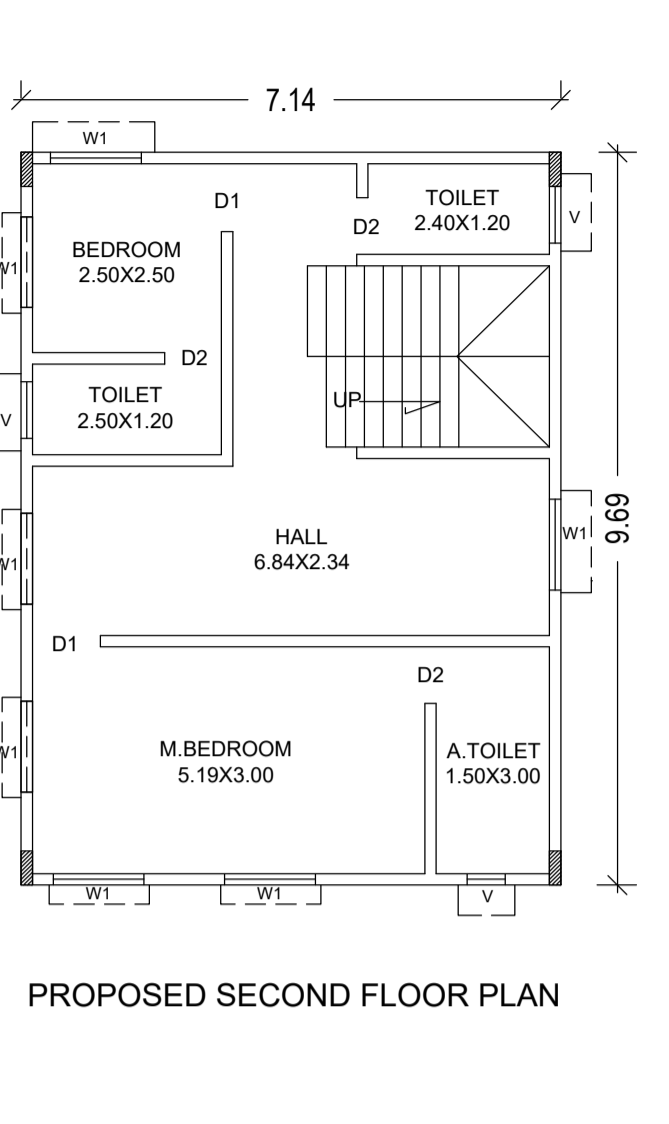 7.14
W1
D1
TOILET
2.40X1.20
V
D2
BEDROOM
2.50X2.50
W1
D2
TOILET
2.50X1.20
V
UP
9.69
HALL
6.84X2.34
W1
W1
D1
D2
M.BEDROOM
5.19X3.00
A.TOILET
1.50X3.00
W1
W1
W1
V
PROPOSED SECOND FLOOR PLAN